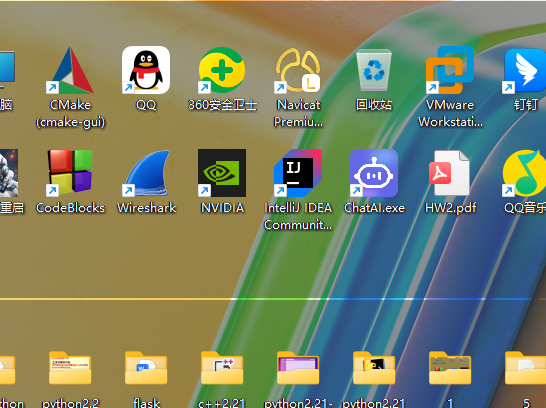 脑
CMake
(cmake-gui)
QQ
360安全卫士
Navicat
Premiu...
回收站
VMware
Workstati...
钉钉
重启
CodeBlocks
Wireshark
NVIDIA
IntelliJ IDEA
Communit...
ChatAI.exe
HW2.pdf
QQ音乐
L
IJ
python2.2
flask
c++2.21
python2.21-
python2.21
1
5